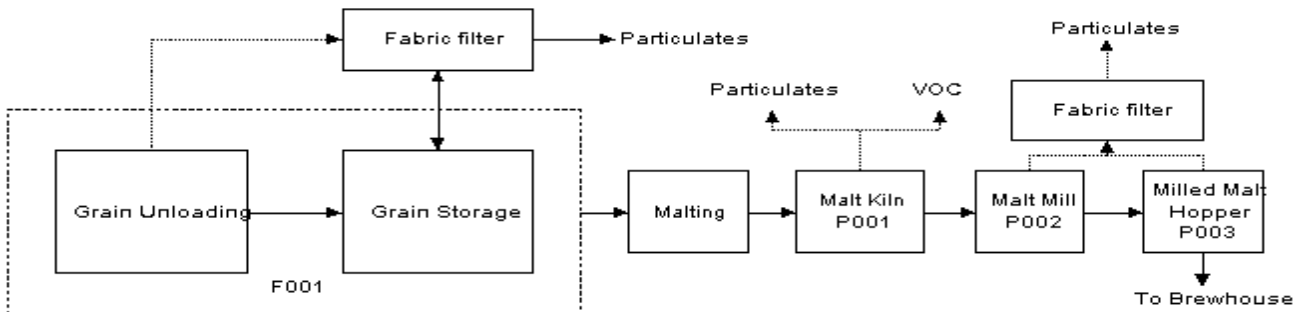 Fabric filter
Particulates
Particulates
Particulates
VOC
Fabric filter
Grain Unloading
Grain Storage
Malting
Malt Kiln
P001
Malt Mill
P002
Milled Malt
Hopper
P003
F001
To Brewhouse